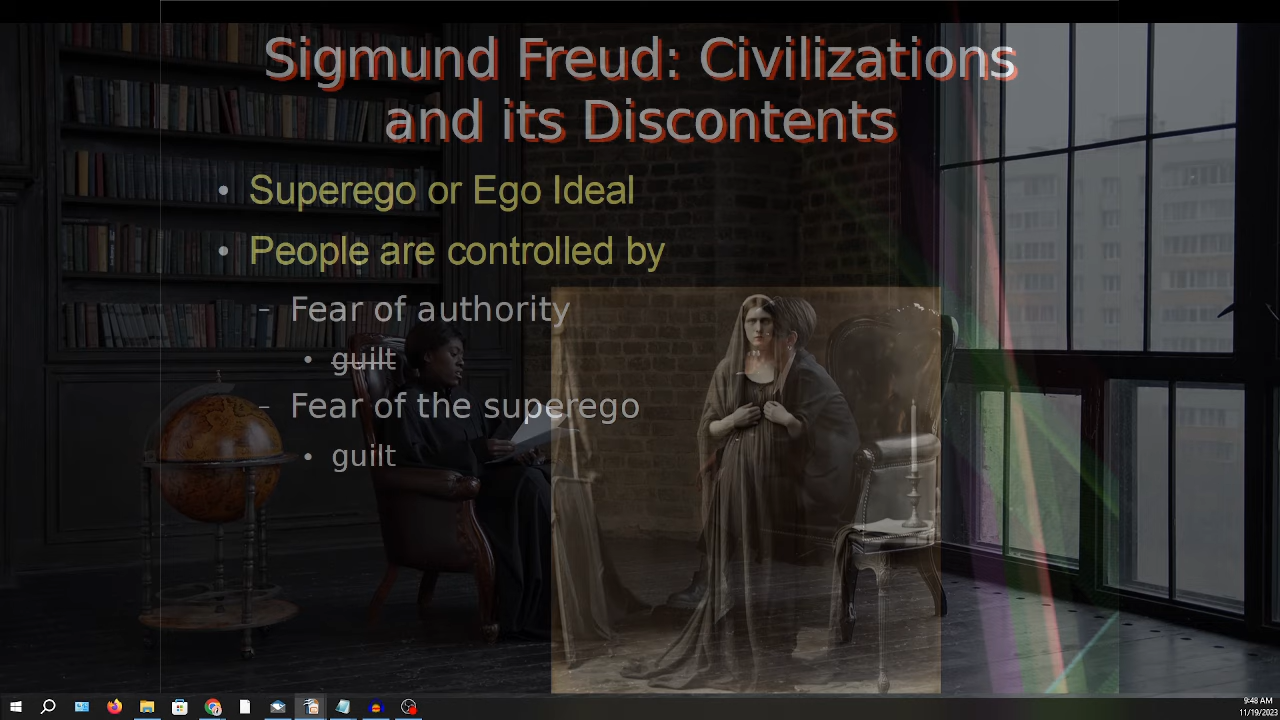 Sigmund Freud: Civilizations
and its Discontents
• Superego or Ego Ideal
• People are controlled by
– Fear of authority
• guilt
– Fear of the superego
• guilt
9:48 AM
11/19/2023